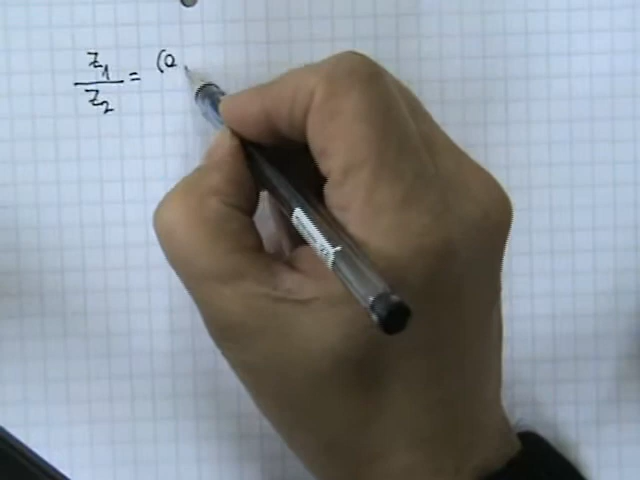 z₁/z₂ = (a